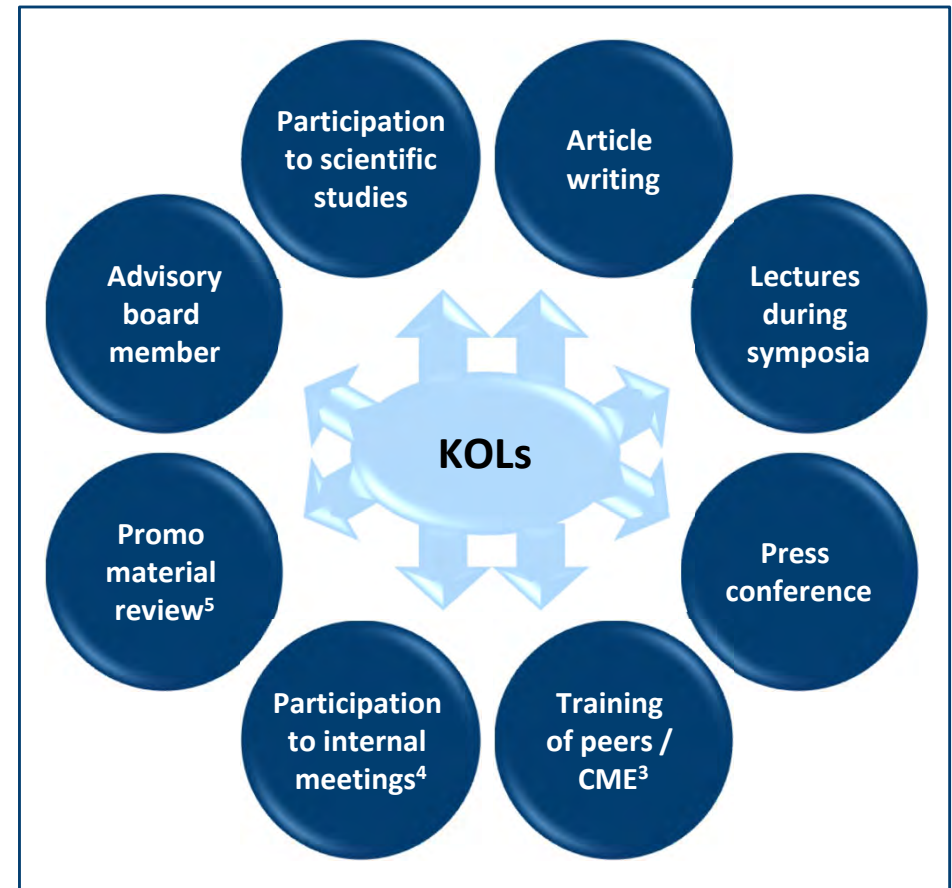 Participation
to scientific
studies
Article
writing
Advisory
board
member
Lectures
during
symposia
KOLs
Promo
material
review⁵
Press
conference
Participation
to internal
meetings⁴
Training
of peers /
CME³